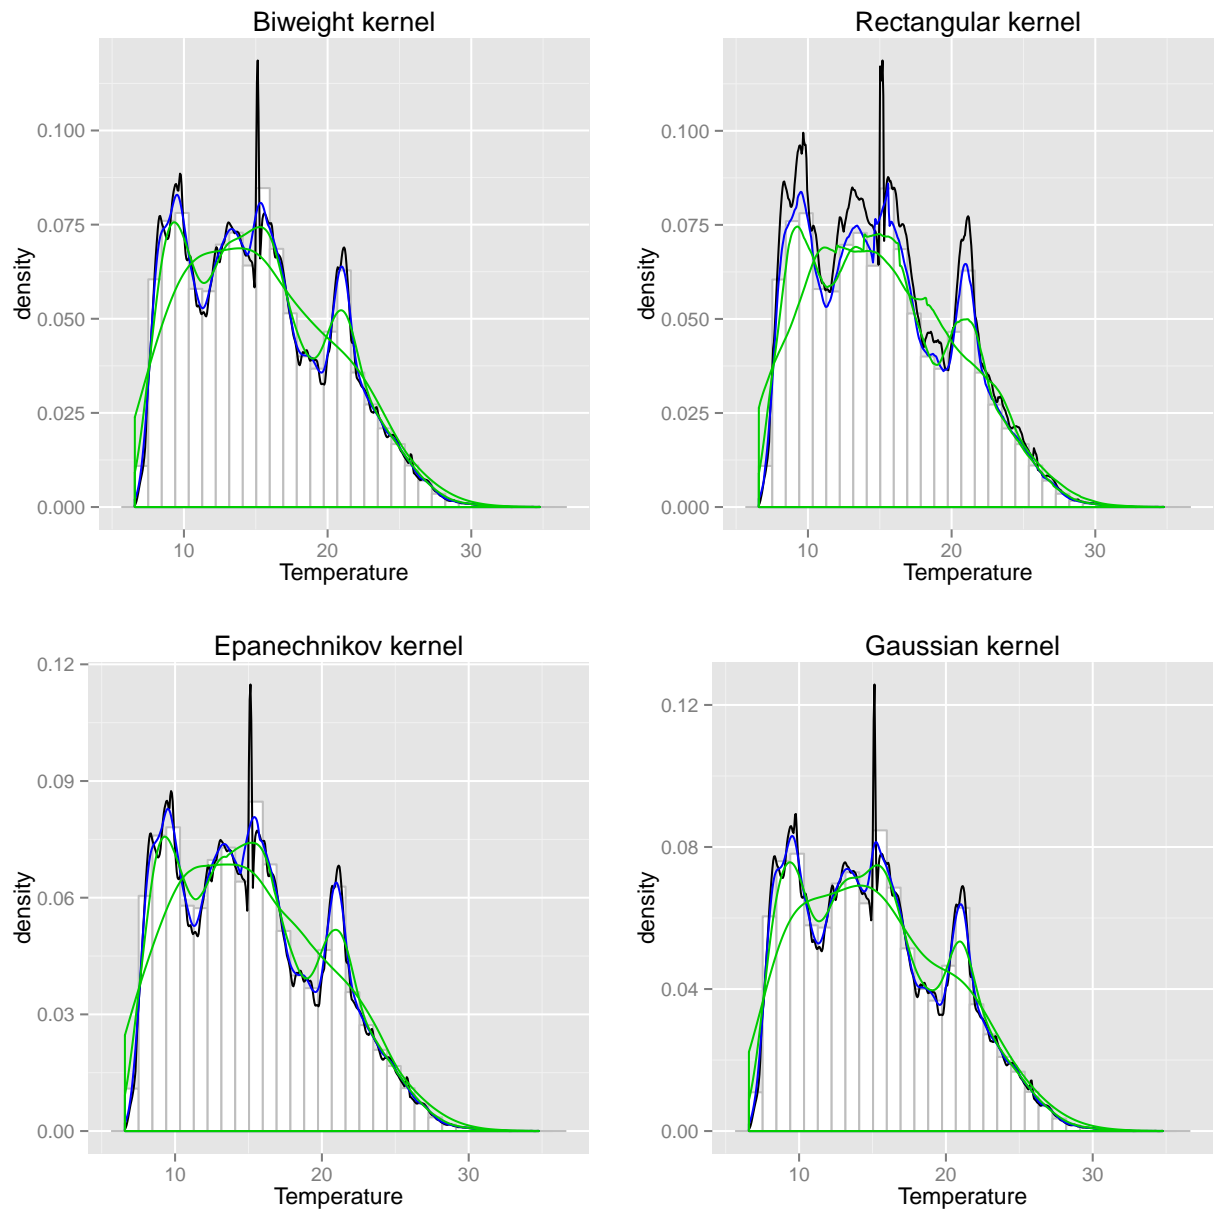 Biweight kernel
density
0.100
0.075
0.050
0.025
0.000
10 20 30
Temperature
Rectangular kernel
density
0.100
0.075
0.050
0.025
0.000
10 20 30
Temperature
Epanechnikov kernel
density
0.12
0.09
0.06
0.03
0.00
10 20 30
Temperature
Gaussian kernel
density
0.12
0.08
0.04
0.00
10 20 30
Temperature